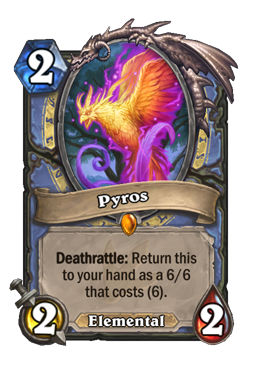 2
Pyros
Deathrattle: Return this
to your hand as a 6/6
that costs (6).
2
Elemental
2